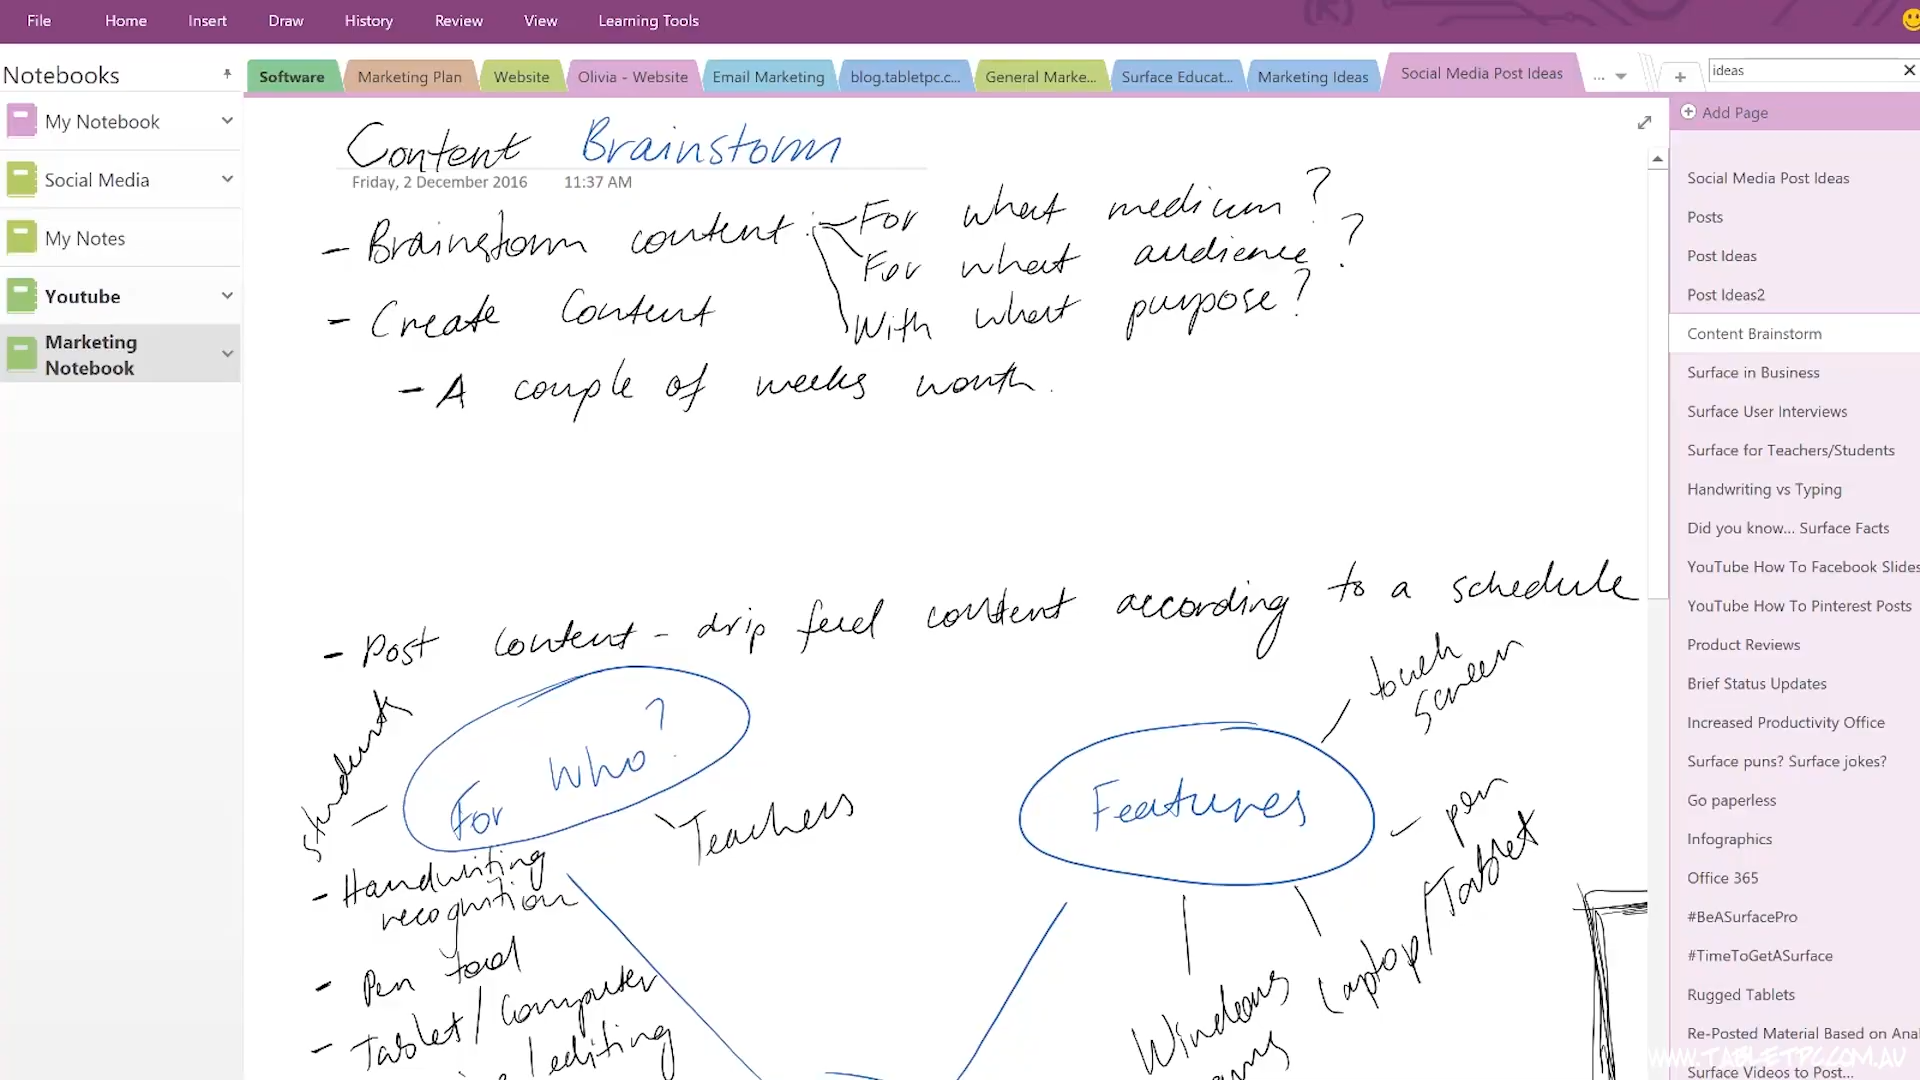 File Home Insert Draw History Review View Learning Tools
Notebooks
My Notebook
Social Media
My Notes
Youtube
Marketing
Notebook
Software Marketing Plan Website Olivia - Website Email Marketing blog.tabletpc.c... General Marke... Surface Educat... Marketing Ideas Social Media Post Ideas ...
ideas
Content Brainstorm
Friday, 2 December 2016 11:37 AM
- Brainstorm content : For what medium?
For what audience?
With what purpose?
- Create Content
- A couple of weeks worth.
- Post content - drip feed content according to a schedule
For Who?
Students
Teachers
- Handwriting
recognition
- Pen tool
- Tablet / Computer
/ editing
Features
touch
screen
pen
Laptop/Tablet
Windows
Add Page
Social Media Post Ideas
Posts
Post Ideas
Post Ideas2
Content Brainstorm
Surface in Business
Surface User Interviews
Surface for Teachers/Students
Handwriting vs Typing
Did you know... Surface Facts
YouTube How To Facebook Slides
YouTube How To Pinterest Posts
Product Reviews
Brief Status Updates
Increased Productivity Office
Surface puns? Surface jokes?
Go paperless
Infographics
Office 365
#BeASurfacePro
#TimeToGetASurface
Rugged Tablets
Re-Posted Material Based on Anal
Surface Videos to Post...
WWW.TABLETPC.COM.AU